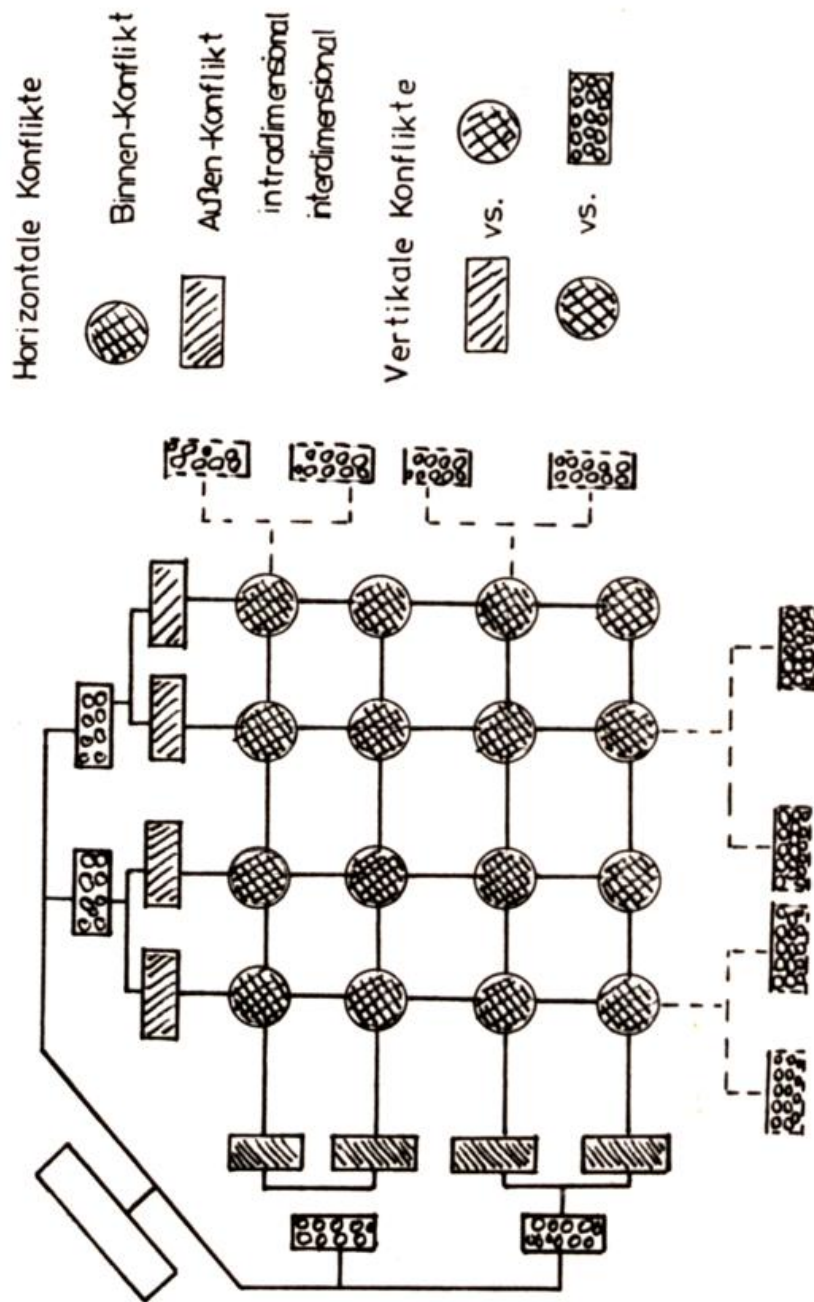 Horizontale Konflikte
Binnen-Konflikt
Außen-Konflikt
intradimensional
interdimensional
Vertikale Konflikte
vs.
vs.